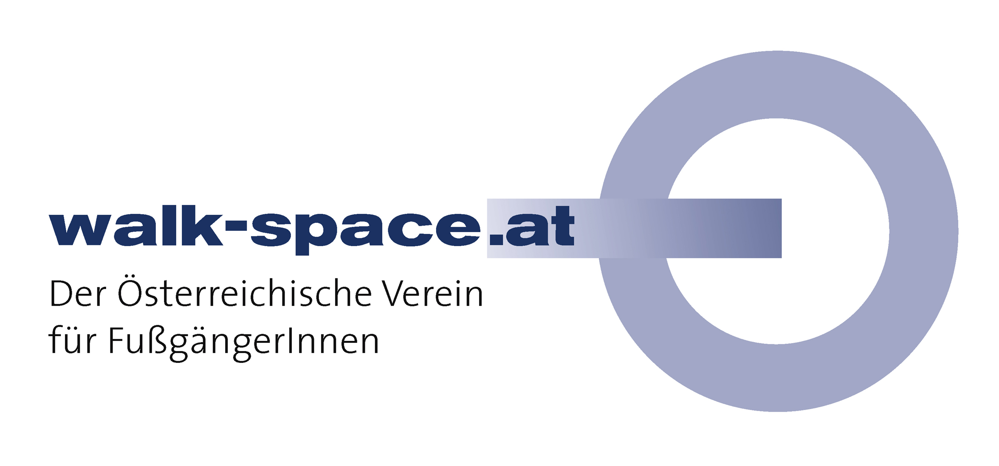 walk-space.at
Der Österreichische Verein
für FußgängerInnen